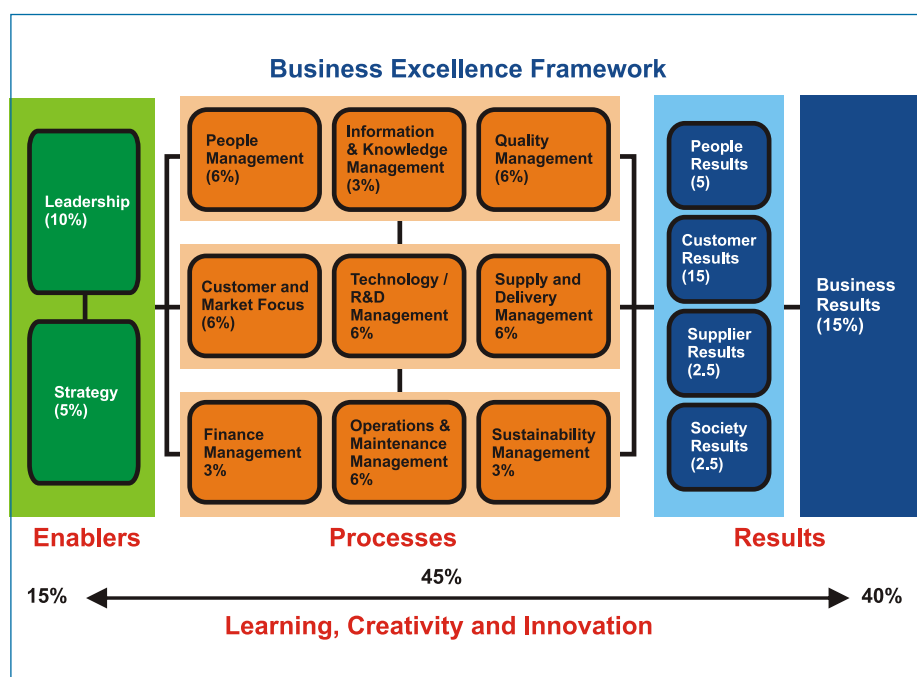 Business Excellence Framework
Leadership
(10%)
Strategy
(5%)
People
Management
(6%)
Information
& Knowledge
Management
(3%)
Quality
Management
(6%)
Customer and
Market Focus
(6%)
Technology /
R&D
Management
6%
Supply and
Delivery
Management
6%
Finance
Management
3%
Operations &
Maintenance
Management
6%
Sustainability
Management
3%
People
Results
(5)
Customer
Results
(15)
Supplier
Results
(2.5)
Society
Results
(2.5)
Business
Results
(15%)
Enablers
Processes
Results
15%
45%
40%
Learning, Creativity and Innovation